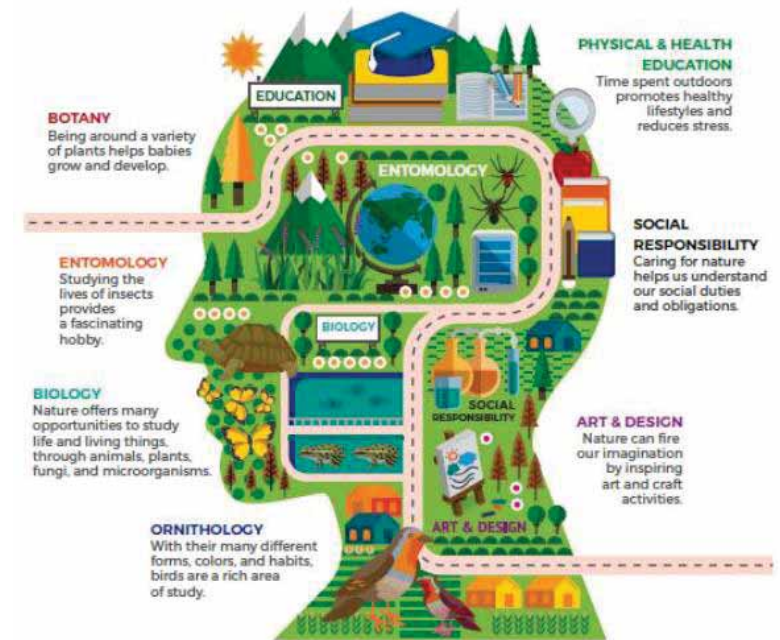 PHYSICAL & HEALTH
EDUCATION
Time spent outdoors
promotes healthy
lifestyles and
reduces stress.
EDUCATION
BOTANY
Being around a variety
of plants helps babies
grow and develop.
ENTOMOLOGY
SOCIAL
RESPONSIBILITY
Caring for nature
helps us understand
our social duties
and obligations.
ENTOMOLOGY
Studying the
lives of insects
provides
a fascinating
hobby.
BIOLOGY
BIOLOGY
Nature offers many
opportunities to study
life and living things,
through animals, plants,
fungi, and microorganisms.
SOCIAL
RESPONSIBILITY
ART & DESIGN
Nature can fire
our imagination
by inspiring
art and craft
activities.
ART & DESIGN
ORNITHOLOGY
With their many different
forms, colors, and habits,
birds are a rich area
of study.